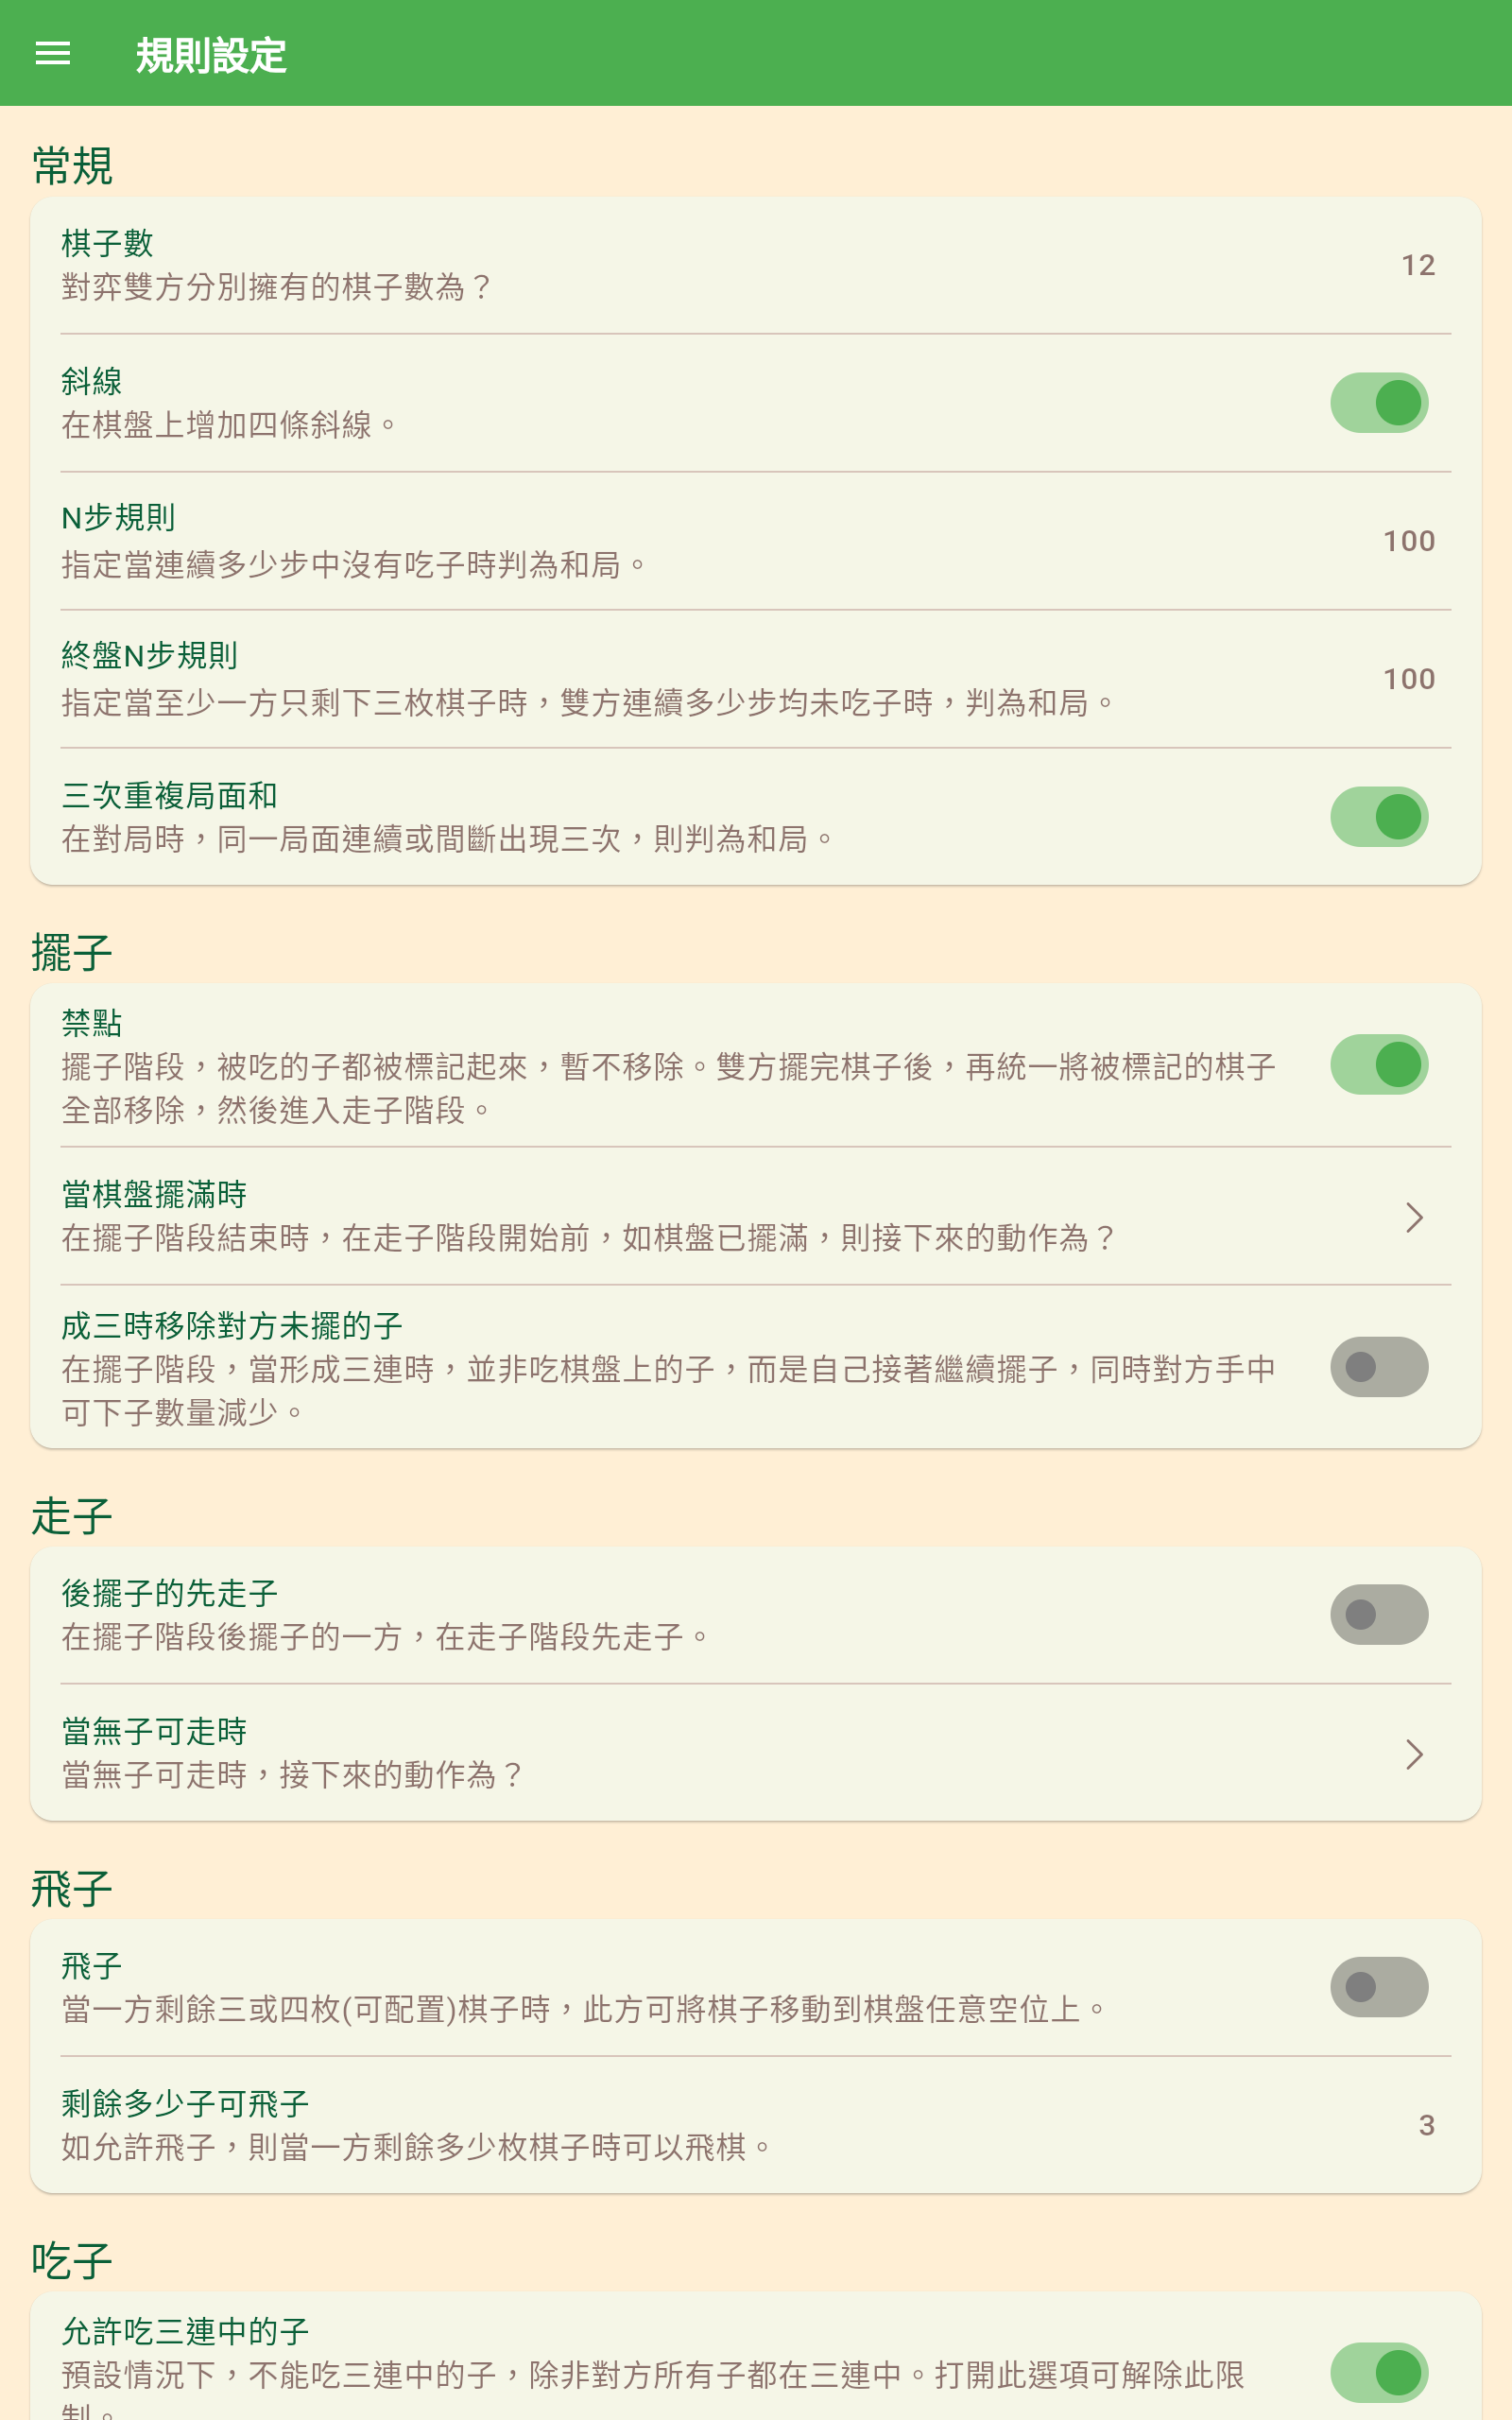 規則設定
常規
棋子數
對弈雙方分別擁有的棋子數為？
12
斜線
在棋盤上增加四條斜線。
N步規則
指定當連續多少步中沒有吃子時判為和局。
100
終盤N步規則
指定當至少一方只剩下三枚棋子時，雙方連續多少步均未吃子時，判為和局。
100
三次重複局面和
在對局時，同一局面連續或間斷出現三次，則判為和局。
擺子
禁點
擺子階段，被吃的子都被標記起來，暫不移除。雙方擺完棋子後，再統一將被標記的棋子
全部移除，然後進入走子階段。
當棋盤擺滿時
在擺子階段結束時，在走子階段開始前，如棋盤已擺滿，則接下來的動作為？
成三時移除對方未擺的子
在擺子階段，當形成三連時，並非吃棋盤上的子，而是自己接著繼續擺子，同時對方手中
可下子數量減少。
走子
後擺子的先走子
在擺子階段後擺子的一方，在走子階段先走子。
當無子可走時
當無子可走時，接下來的動作為？
飛子
飛子
當一方剩餘三或四枚(可配置)棋子時，此方可將棋子移動到棋盤任意空位上。
剩餘多少子可飛子
如允許飛子，則當一方剩餘多少枚棋子時可以飛棋。
3
吃子
允許吃三連中的子
預設情況下，不能吃三連中的子，除非對方所有子都在三連中。打開此選項可解除此限
制。